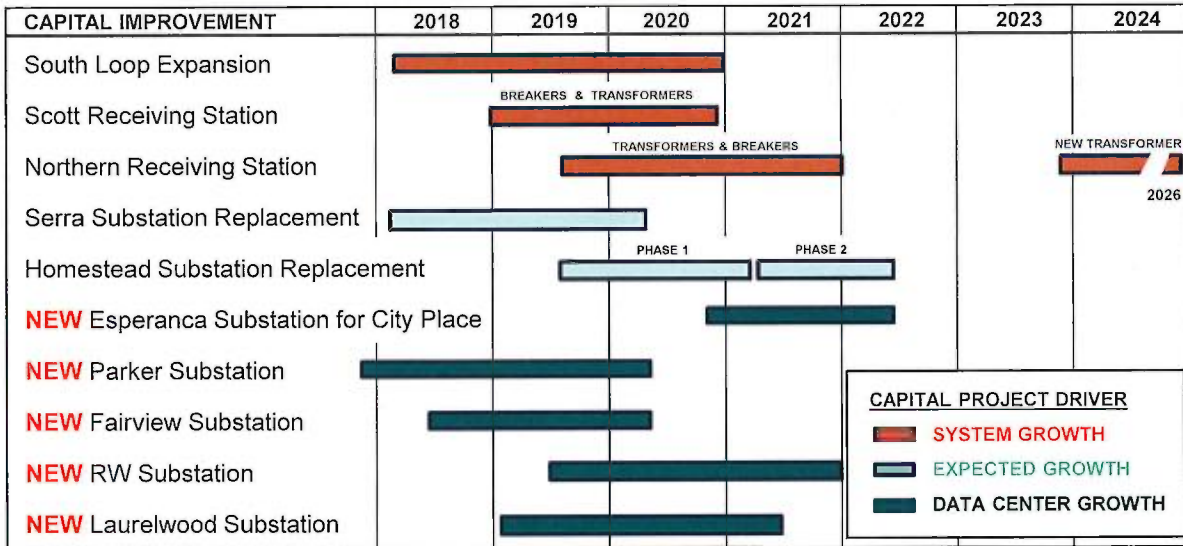 CAPITAL IMPROVEMENT 2018 2019 2020 2021 2022 2023 2024
South Loop Expansion
BREAKERS & TRANSFORMERS
Scott Receiving Station
TRANSFORMERS & BREAKERS
NEW TRANSFORMER
Northern Receiving Station
2026
Serra Substation Replacement
PHASE 1 PHASE 2
Homestead Substation Replacement
NEW Esperanca Substation for City Place
NEW Parker Substation
NEW Fairview Substation
NEW RW Substation
NEW Laurelwood Substation
CAPITAL PROJECT DRIVER
SYSTEM GROWTH
EXPECTED GROWTH
DATA CENTER GROWTH